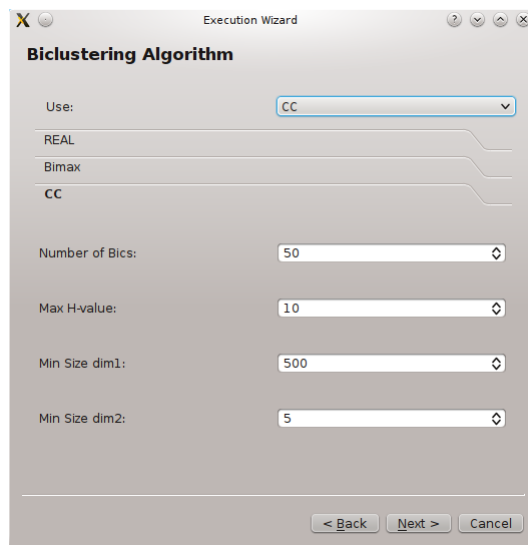 Execution Wizard
Biclustering Algorithm
Use: CC
REAL
Bimax
CC
Number of Bics: 50
Max H-value: 10
Min Size dim1: 500
Min Size dim2: 5
< Back Next > Cancel